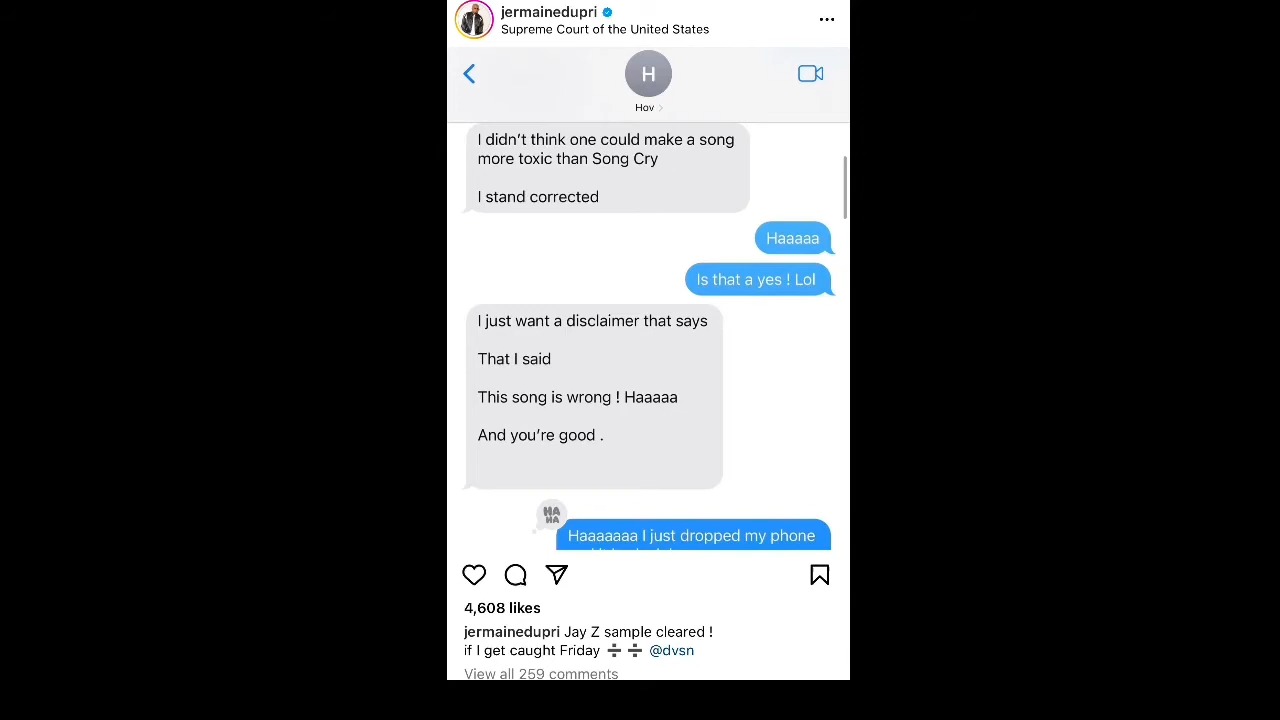 jermainedupri
Supreme Court of the United States
H
Hov
I didn’t think one could make a song
more toxic than Song Cry
I stand corrected
Haaaaa
Is that a yes ! Lol
I just want a disclaimer that says
That I said
This song is wrong ! Haaaaa
And you’re good .
HA
HA
Haaaaaaa I just dropped my phone
4,608 likes
jermainedupri Jay Z sample cleared !
if I get caught Friday ➗ ➗ @dvsn
View all 259 comments